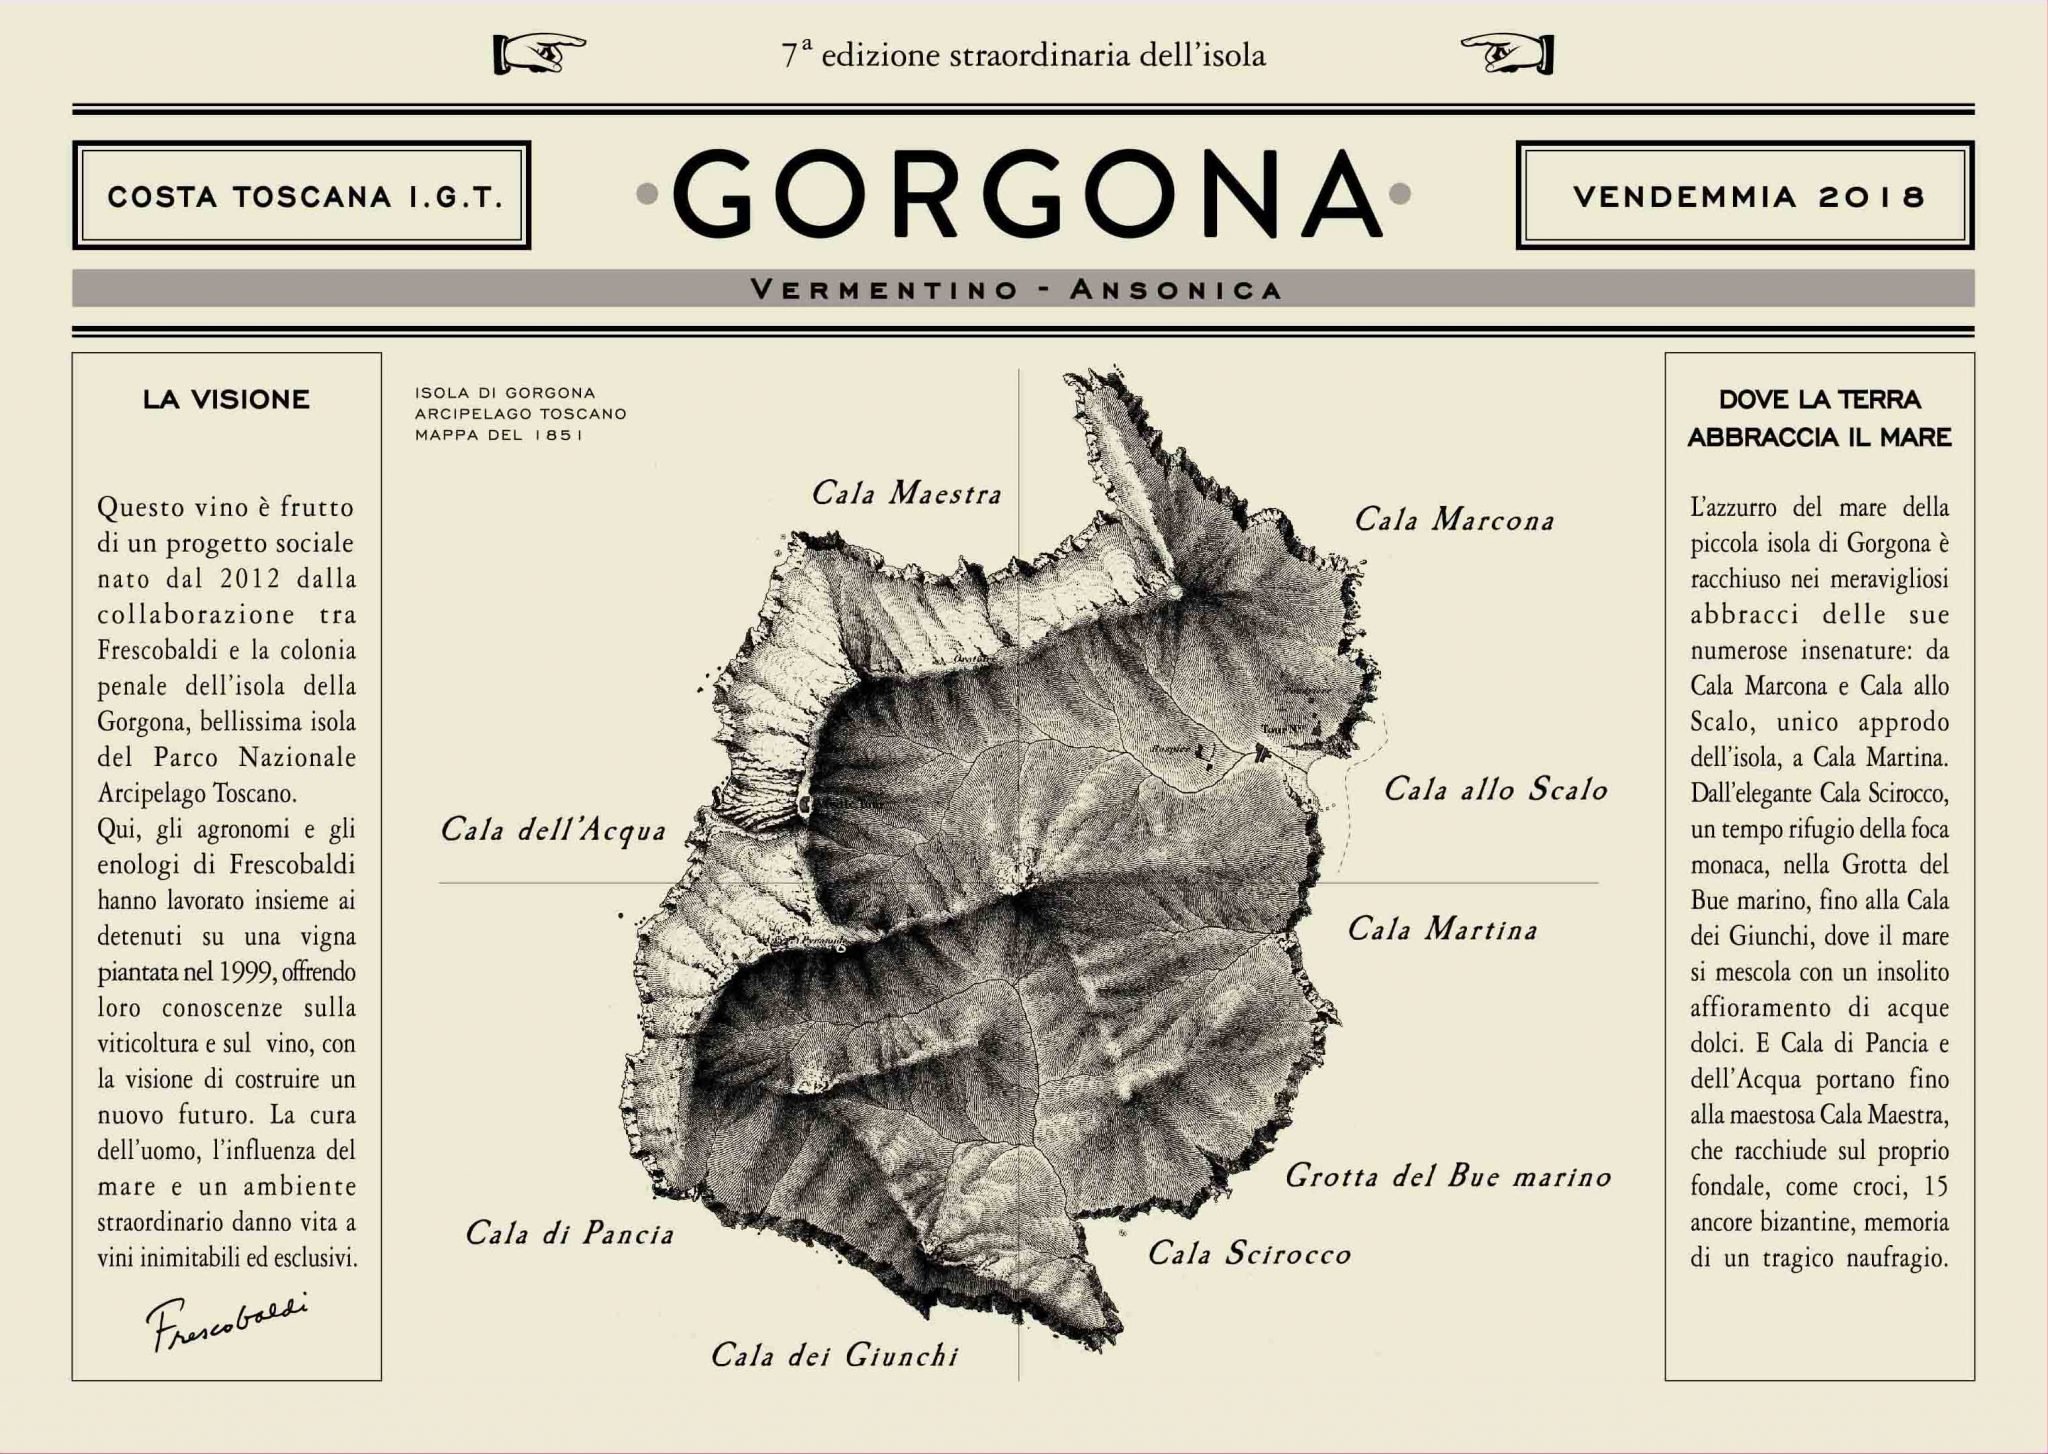 7ª edizione straordinaria dell'isola
COSTA TOSCANA I.G.T.
GORGONA
VENDEMMIA 2018
VERMENTINO - ANSONICA
LA VISIONE
Questo vino è frutto
di un progetto sociale
nato dal 2012 dalla
collaborazione tra
Frescobaldi e la colonia
penale dell'isola della
Gorgona, bellissima isola
del Parco Nazionale
Arcipelago Toscano.
Qui, gli agronomi e gli
enologi di Frescobaldi
hanno lavorato insieme ai
detenuti su una vigna
piantata nel 1999, offrendo
loro conoscenze sulla
viticoltura e sul vino, con
la visione di costruire un
nuovo futuro. La cura
dell'uomo, l'influenza del
mare e un ambiente
straordinario danno vita a
vini inimitabili ed esclusivi.
Frescobaldi
ISOLA DI GORGONA
ARCIPELAGO TOSCANO
MAPPA DEL 1851
Cala Maestra
Cala Marcona
Cala allo Scalo
Cala dell'Acqua
Cala Martina
Grotta del Bue marino
Cala di Pancia
Cala Scirocco
Cala dei Giunchi
DOVE LA TERRA
ABBRACCIA IL MARE
L'azzurro del mare della
piccola isola di Gorgona è
racchiuso nei meravigliosi
abbracci delle sue
numerose insenature: da
Cala Marcona e Cala allo
Scalo, unico approdo
dell'isola, a Cala Martina.
Dall'elegante Cala Scirocco,
un tempo rifugio della foca
monaca, nella Grotta del
Bue marino, fino alla Cala
dei Giunchi, dove il mare
si mescola con un insolito
affioramento di acque
dolci. E Cala di Pancia e
dell'Acqua portano fino
alla maestosa Cala Maestra,
che racchiude sul proprio
fondale, come croci, 15
ancore bizantine, memoria
di un tragico naufragio.